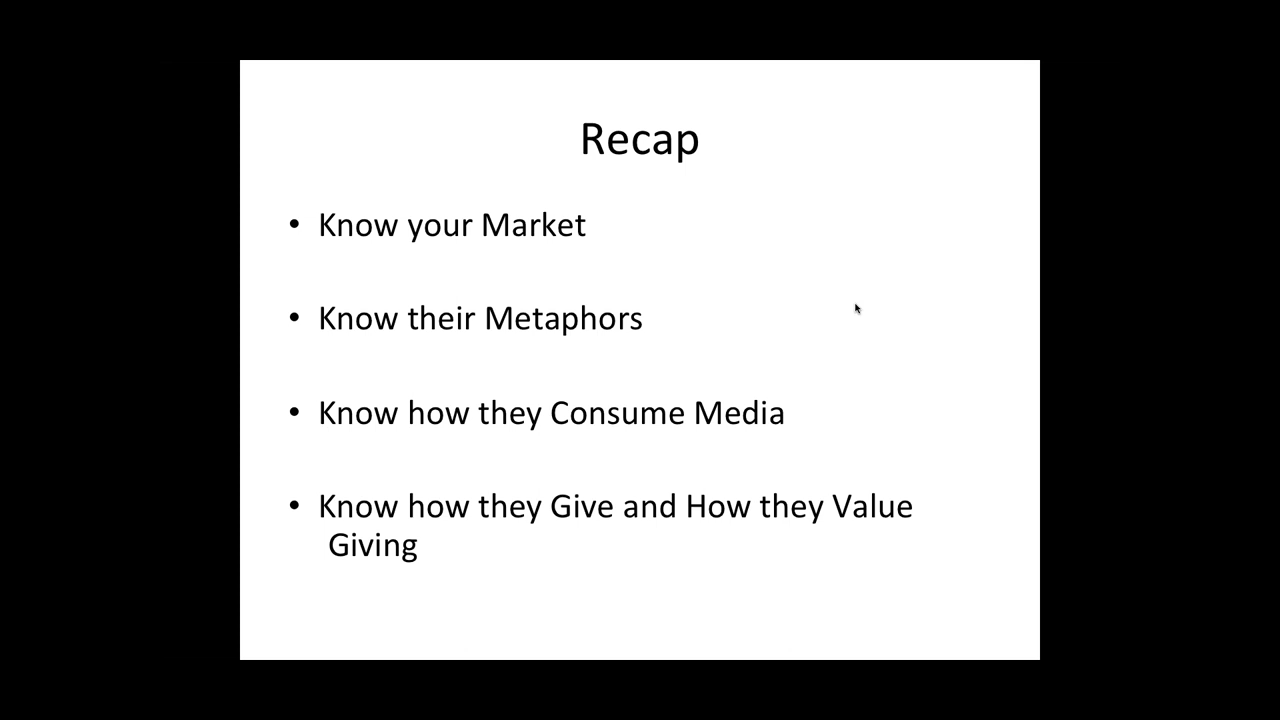 Recap
• Know your Market
• Know their Metaphors
• Know how they Consume Media
• Know how they Give and How they Value
Giving